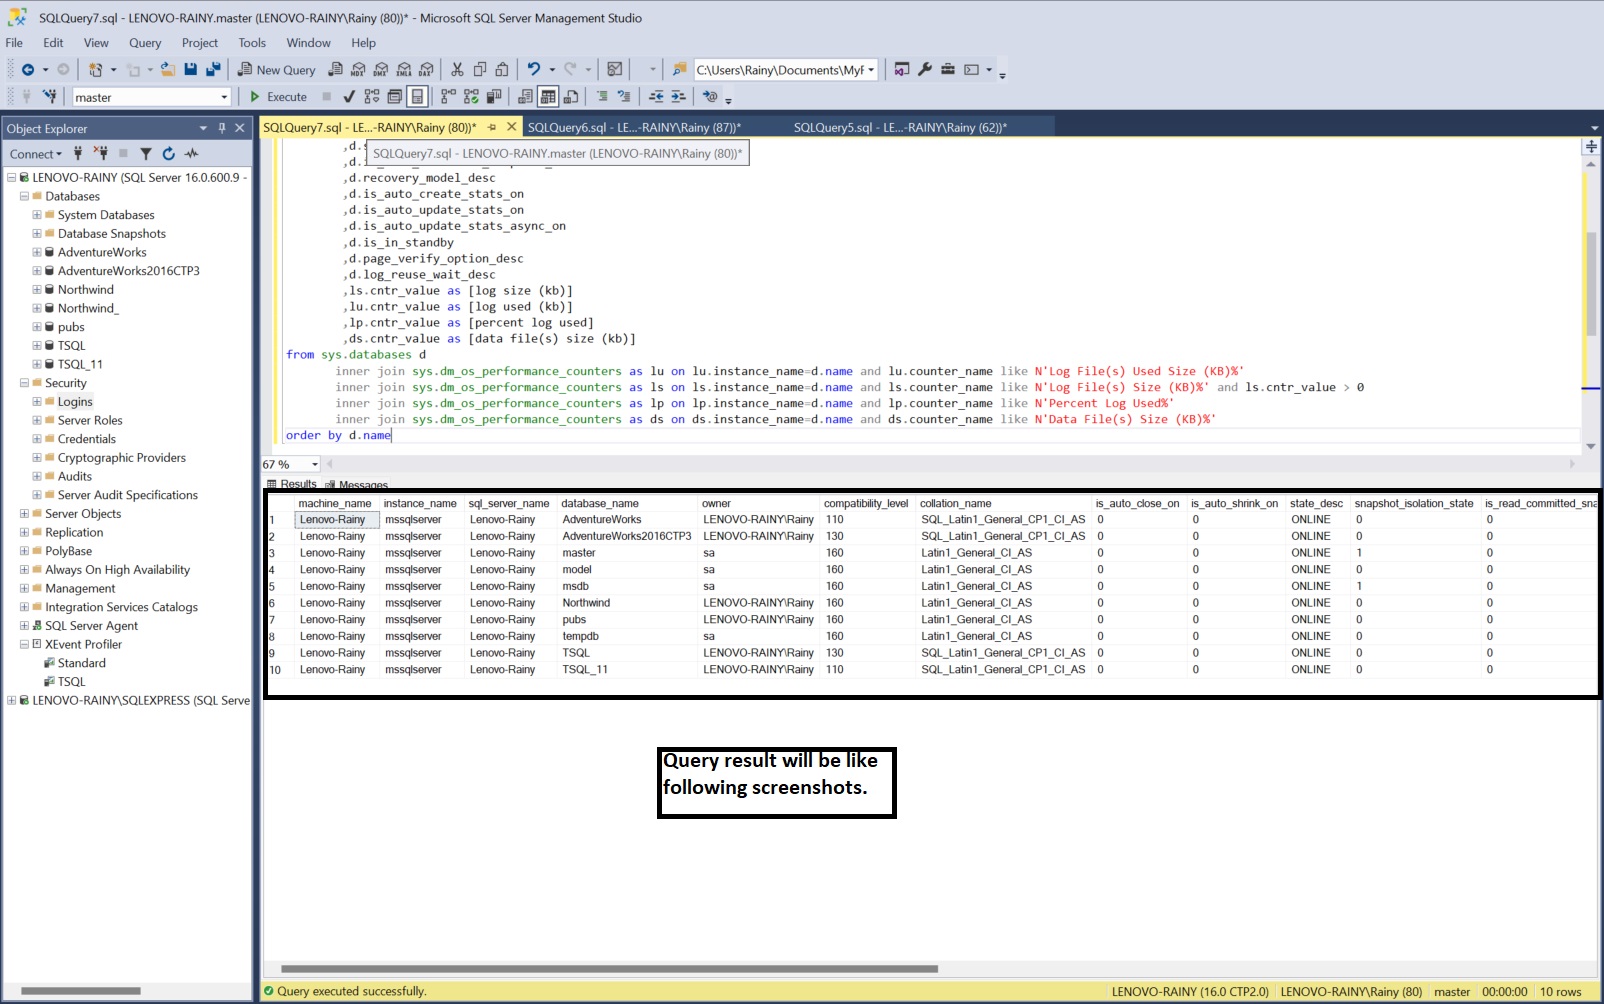 SQLQuery7.sql - LENOVO-RAINY.master (LENOVO-RAINY\Rainy (80))* - Microsoft SQL Server Management Studio
File Edit View Query Project Tools Window Help
New Query MDX DMX XMLA DAX C:\Users\Rainy\Documents\MyF
master Execute
Object Explorer
Connect
LENOVO-RAINY (SQL Server 16.0.600.9 -
Databases
System Databases
Database Snapshots
AdventureWorks
AdventureWorks2016CTP3
Northwind
Northwind_
pubs
TSQL
TSQL_11
Security
Logins
Server Roles
Credentials
Cryptographic Providers
Audits
Server Audit Specifications
Server Objects
Replication
PolyBase
Always On High Availability
Management
Integration Services Catalogs
SQL Server Agent
XEvent Profiler
Standard
TSQL
LENOVO-RAINY\SQLEXPRESS (SQL Serve
SQLQuery7.sql - LE...-RAINY\Rainy (80))* SQLQuery6.sql - LE...-RAINY\Rainy (87))* SQLQuery5.sql - LE...-RAINY\Rainy (62))*
SQLQuery7.sql - LENOVO-RAINY.master (LENOVO-RAINY\Rainy (80))*
,d.s
,d.
,d.recovery_model_desc
,d.is_auto_create_stats_on
,d.is_auto_update_stats_on
,d.is_auto_update_stats_async_on
,d.is_in_standby
,d.page_verify_option_desc
,d.log_reuse_wait_desc
,ls.cntr_value as [log size (kb)]
,lu.cntr_value as [log used (kb)]
,lp.cntr_value as [percent log used]
,ds.cntr_value as [data file(s) size (kb)]
from sys.databases d
inner join sys.dm_os_performance_counters as lu on lu.instance_name=d.name and lu.counter_name like N'Log File(s) Used Size (KB)%'
inner join sys.dm_os_performance_counters as ls on ls.instance_name=d.name and ls.counter_name like N'Log File(s) Size (KB)%' and ls.cntr_value > 0
inner join sys.dm_os_performance_counters as lp on lp.instance_name=d.name and lp.counter_name like N'Percent Log Used%'
inner join sys.dm_os_performance_counters as ds on ds.instance_name=d.name and ds.counter_name like N'Data File(s) Size (KB)%'
order by d.name
67 %
Results Messages
machine_name instance_name sql_server_name database_name owner compatibility_level collation_name is_auto_close_on is_auto_shrink_on state_desc snapshot_isolation_state is_read_committed_sna
1 Lenovo-Rainy mssqlserver Lenovo-Rainy AdventureWorks LENOVO-RAINY\Rainy 110 SQL_Latin1_General_CP1_CI_AS 0 0 ONLINE 0 0
2 Lenovo-Rainy mssqlserver Lenovo-Rainy AdventureWorks2016CTP3 LENOVO-RAINY\Rainy 130 SQL_Latin1_General_CP1_CI_AS 0 0 ONLINE 0 0
3 Lenovo-Rainy mssqlserver Lenovo-Rainy master sa 160 Latin1_General_CI_AS 0 0 ONLINE 1 0
4 Lenovo-Rainy mssqlserver Lenovo-Rainy model sa 160 Latin1_General_CI_AS 0 0 ONLINE 0 0
5 Lenovo-Rainy mssqlserver Lenovo-Rainy msdb sa 160 Latin1_General_CI_AS 0 0 ONLINE 1 0
6 Lenovo-Rainy mssqlserver Lenovo-Rainy Northwind LENOVO-RAINY\Rainy 160 Latin1_General_CI_AS 0 0 ONLINE 0 0
7 Lenovo-Rainy mssqlserver Lenovo-Rainy pubs LENOVO-RAINY\Rainy 160 Latin1_General_CI_AS 0 0 ONLINE 0 0
8 Lenovo-Rainy mssqlserver Lenovo-Rainy tempdb sa 160 Latin1_General_CI_AS 0 0 ONLINE 0 0
9 Lenovo-Rainy mssqlserver Lenovo-Rainy TSQL LENOVO-RAINY\Rainy 130 SQL_Latin1_General_CP1_CI_AS 0 0 ONLINE 0 0
10 Lenovo-Rainy mssqlserver Lenovo-Rainy TSQL_11 LENOVO-RAINY\Rainy 110 SQL_Latin1_General_CP1_CI_AS 0 0 ONLINE 0 0
Query result will be like
following screenshots.
Query executed successfully. LENOVO-RAINY (16.0 CTP2.0) LENOVO-RAINY\Rainy (80) master 00:00:00 10 rows